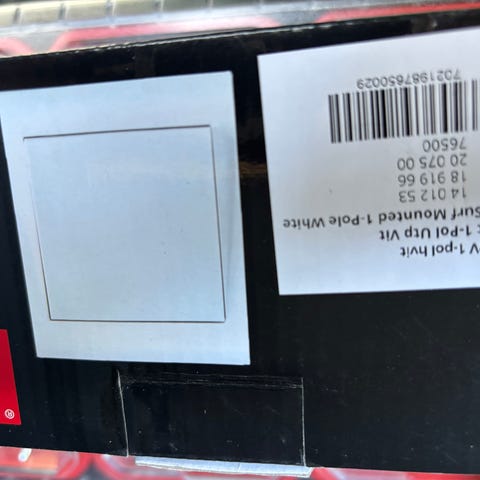 V 1-pol hvit
: 1-Pol Utp Vit
Surf Mounted 1-Pole White
14 012 53
18 919 66
20 075 00
76500
7021987650029
®